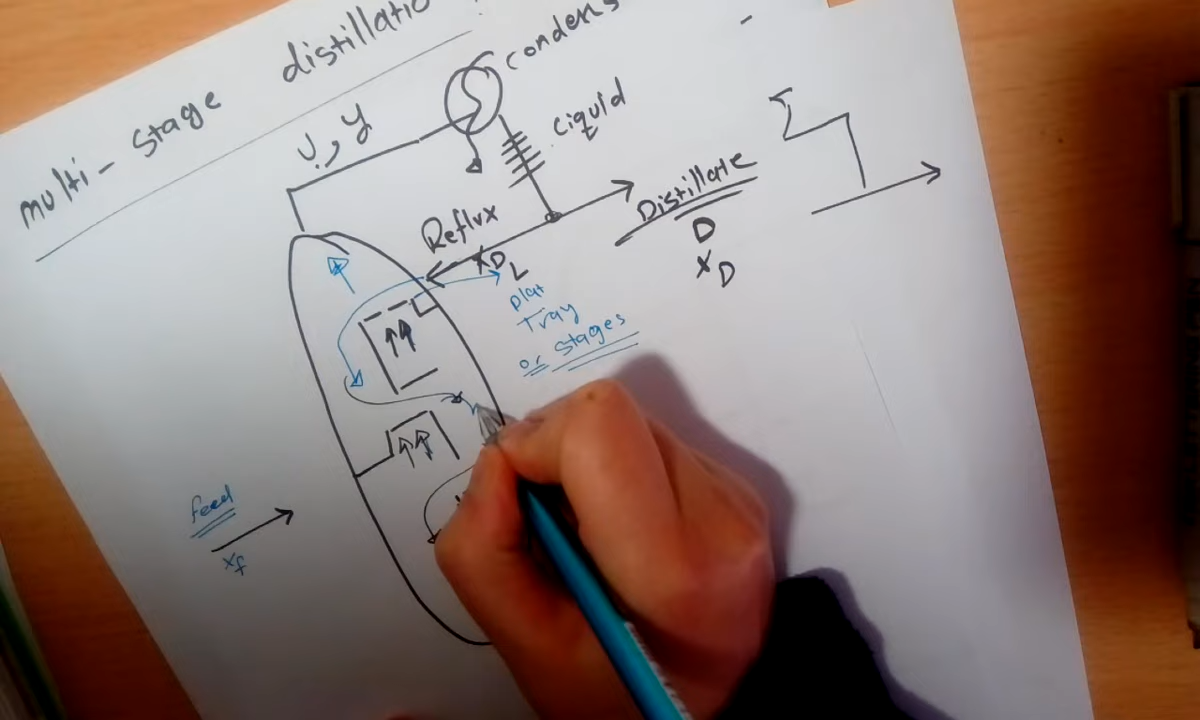 multi-stage distillatio
condens
V, y
Liquid
Reflux
Distillate
D
XD
XD
L
plat
Tray
or stages
feed
xf